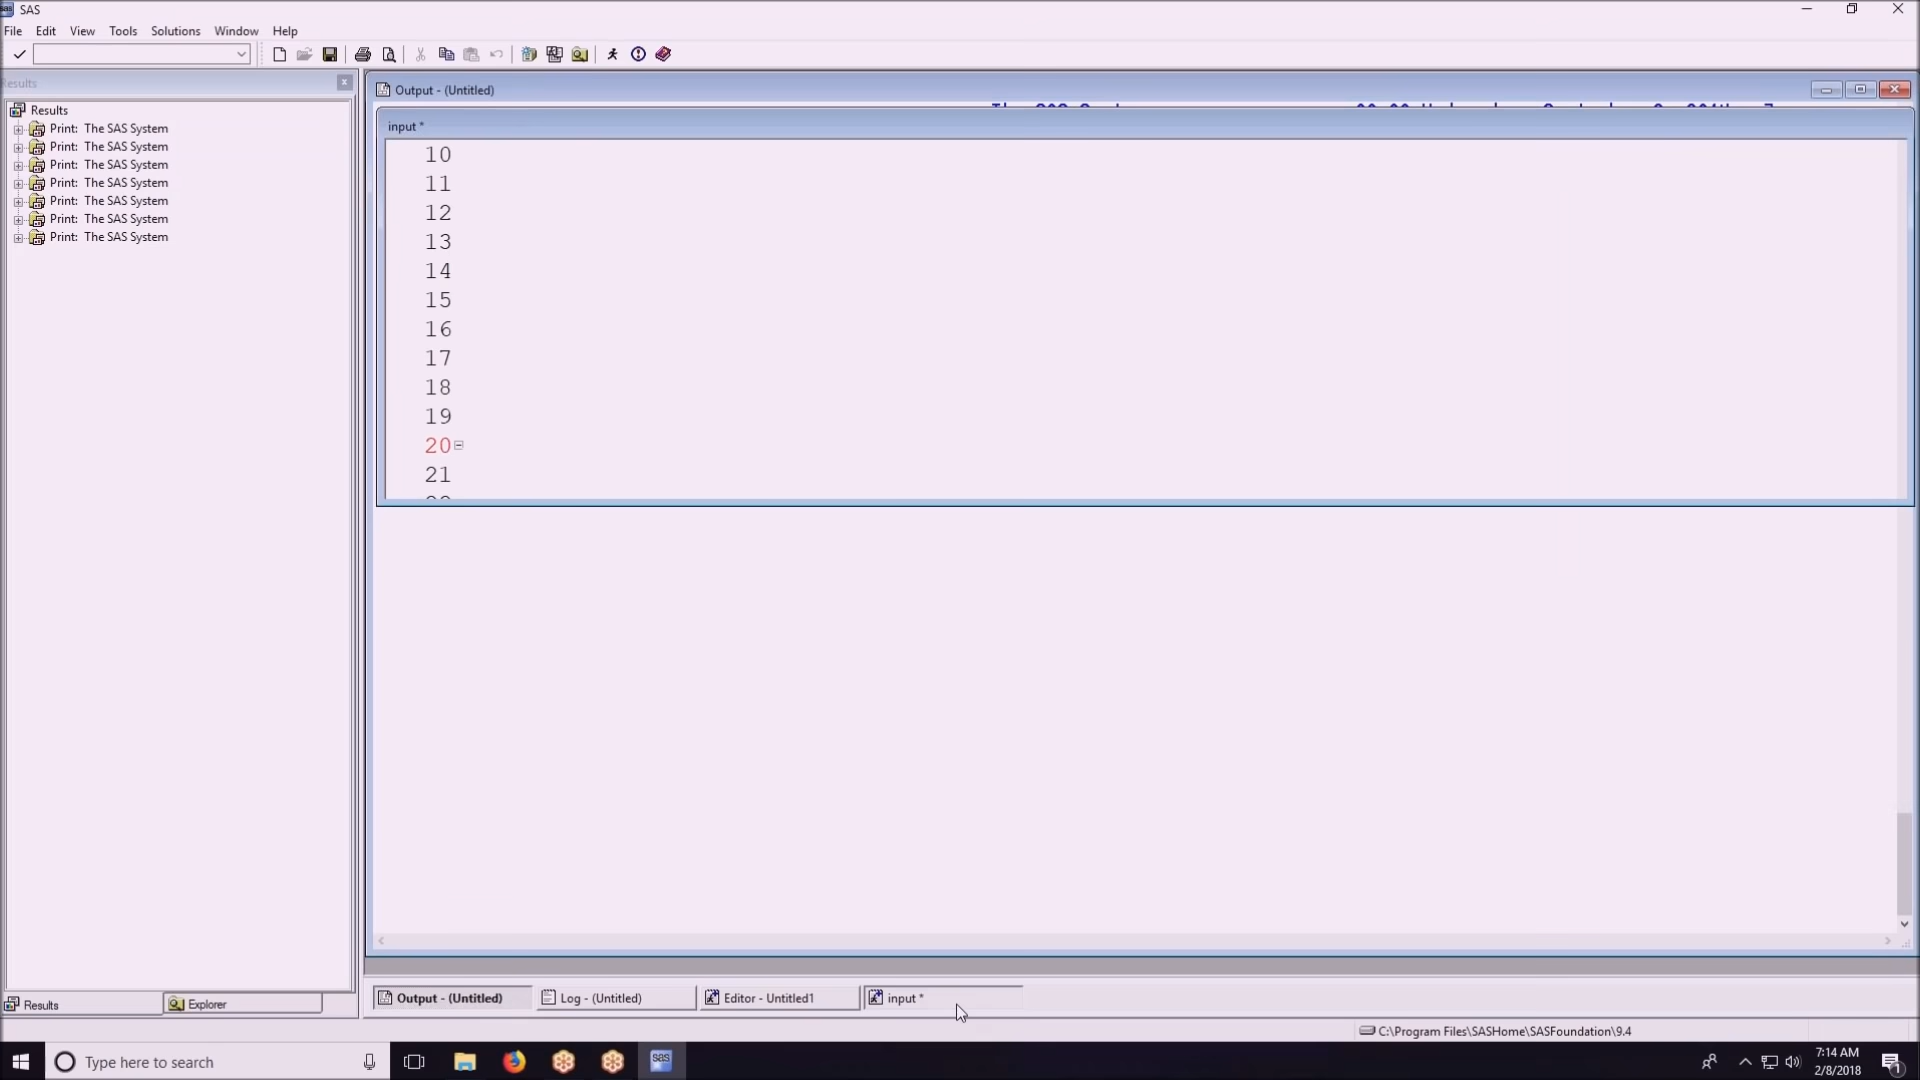 SAS
File Edit View Tools Solutions Window Help
Results
Output - (Untitled)
Results
Print: The SAS System
Print: The SAS System
Print: The SAS System
Print: The SAS System
Print: The SAS System
Print: The SAS System
Print: The SAS System
input *
10
11
12
13
14
15
16
17
18
19
20
21
Results
Explorer
Output - (Untitled)
Log - (Untitled)
Editor - Untitled1
input *
C:\Program Files\SASHome\SASFoundation\9.4
Type here to search
sas
7:14 AM
2/8/2018
1